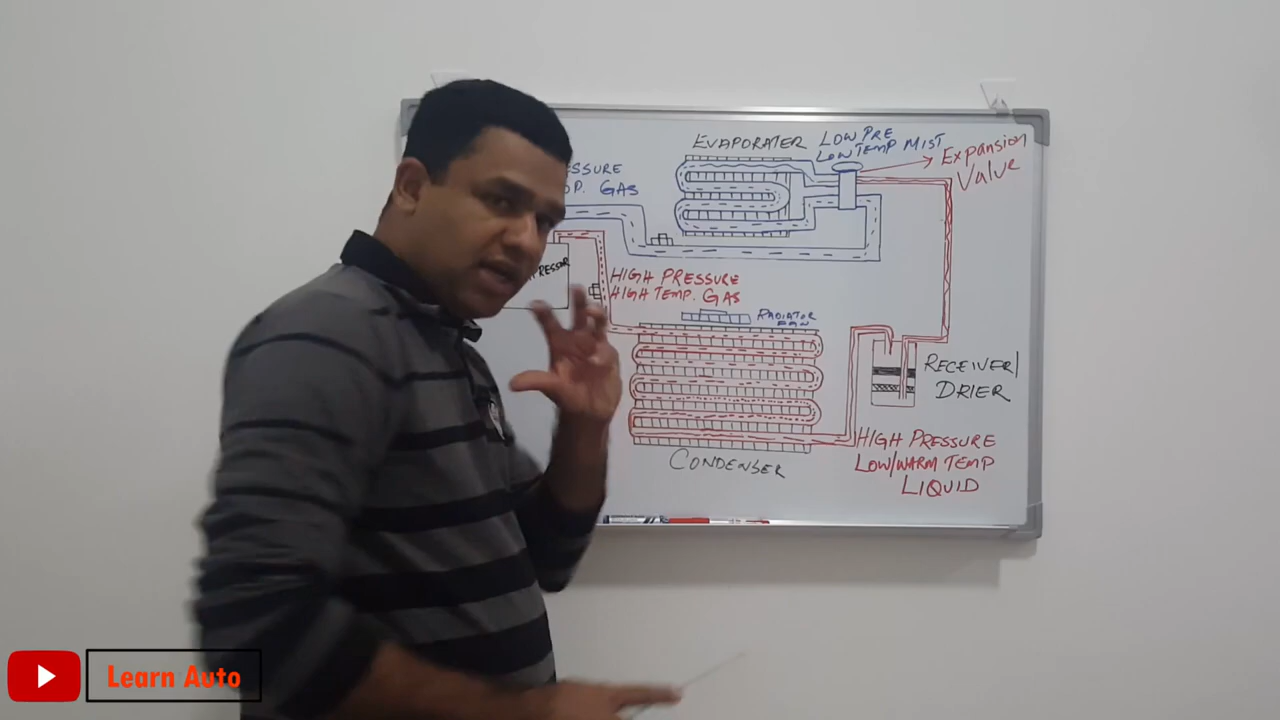 EVAPORATER
LOW PRE
LOW TEMP MIST
Expansion
Value
GAS
HIGH PRESSURE
HIGH TEMP. GAS
RADIATOR
FAN
RECEIVER/
DRIER
CONDENSER
HIGH PRESSURE
LOW/WARM TEMP
LIQUID
Learn Auto